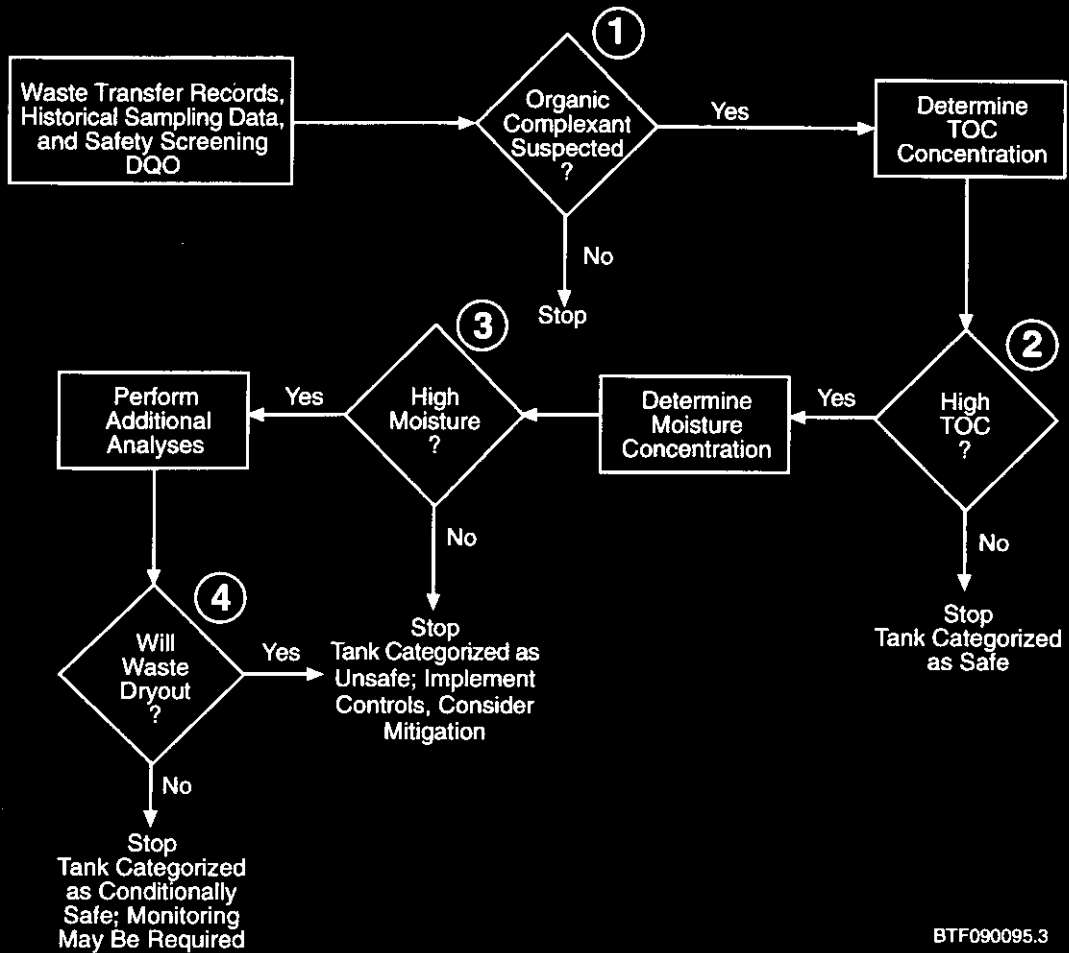 Waste Transfer Records,
Historical Sampling Data,
and Safety Screening
DQO
1
Organic
Complexant
Suspected
?
Yes
Determine
TOC
Concentration
No
Stop
2
High
TOC
?
Yes
No
Stop
Tank Categorized
as Safe
Determine
Moisture
Concentration
3
High
Moisture
?
Yes
No
Stop
Tank Categorized as
Unsafe; Implement
Controls, Consider
Mitigation
Perform
Additional
Analyses
4
Will
Waste
Dryout
?
Yes
No
Stop
Tank Categorized
as Conditionally
Safe; Monitoring
May Be Required
BTF090095.3